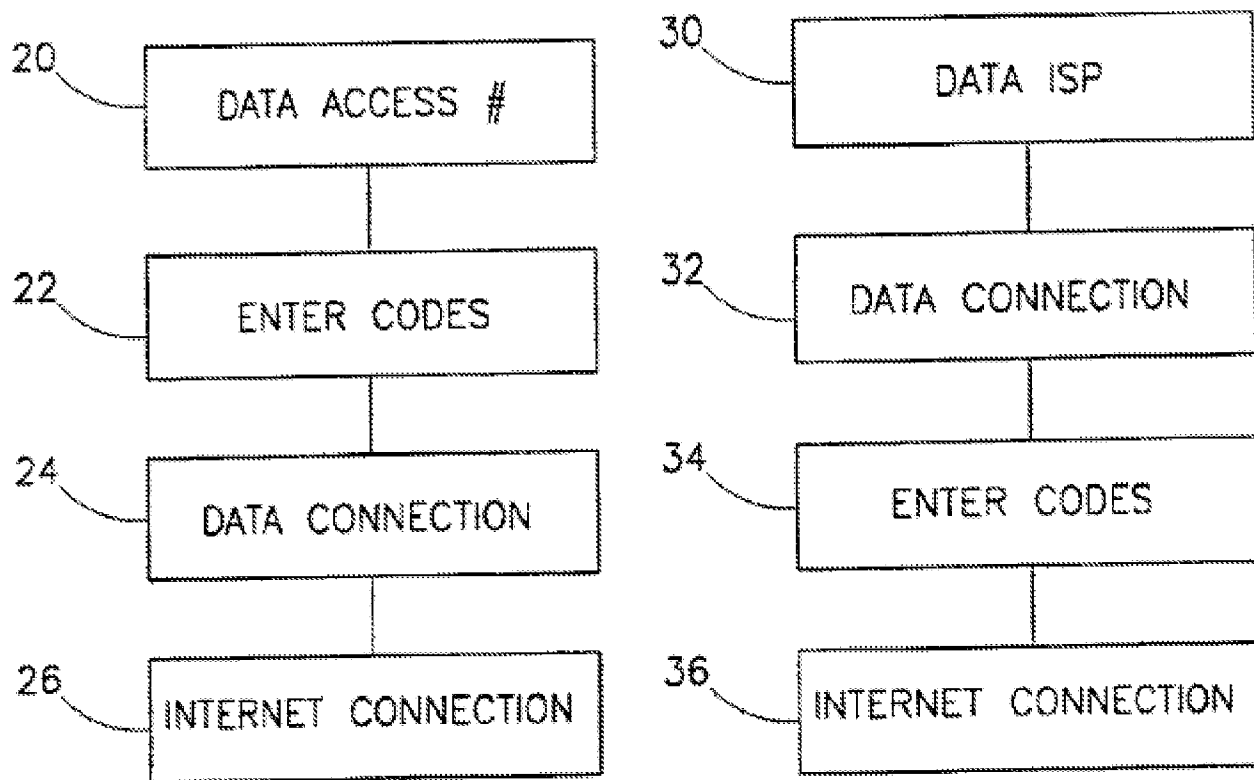 20
DATA ACCESS #
22
ENTER CODES
24
DATA CONNECTION
26
INTERNET CONNECTION
30
DATA ISP
32
DATA CONNECTION
34
ENTER CODES
36
INTERNET CONNECTION